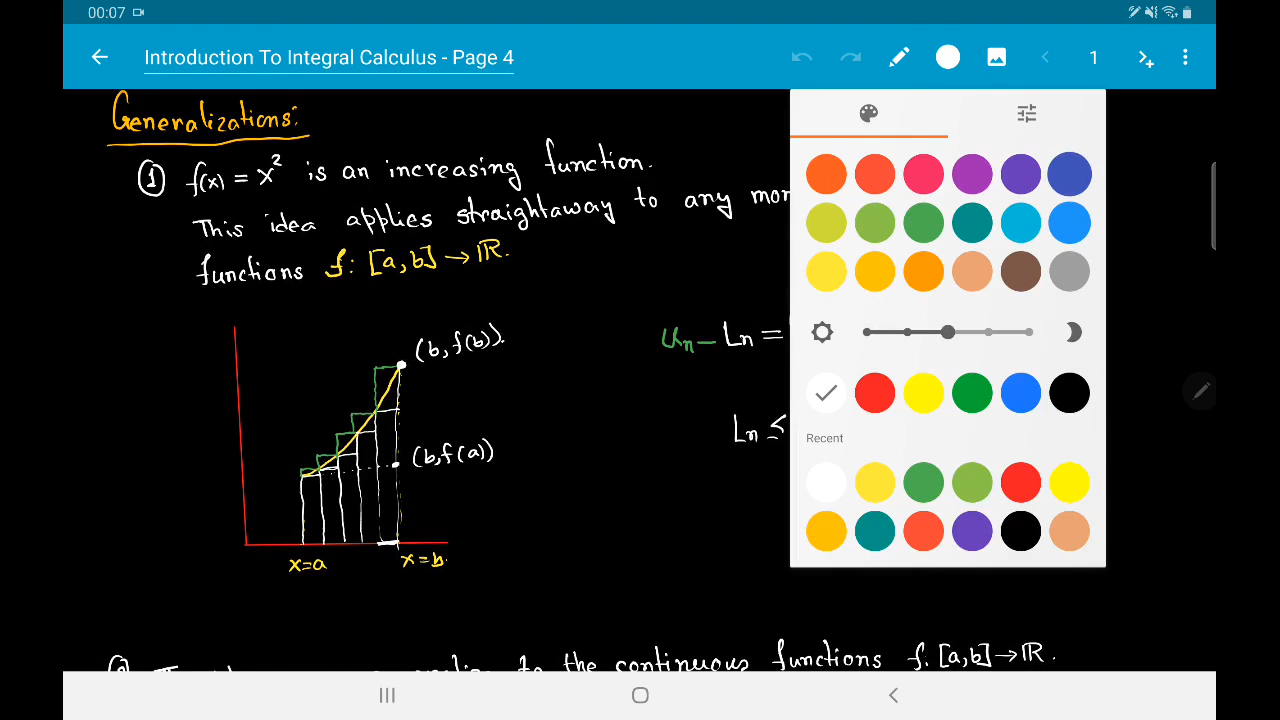 00:07
Introduction To Integral Calculus - Page 4
1
Generalizations:
① f(x) = x² is an increasing function.
This idea applies straightaway to any mon
functions f: [a,b] → ℝ.
(b, f(b)).
Un - Ln =
Ln ≤
Recent
(b, f(a))
x=a
x=b.
to the continuous functions f: [a,b] → ℝ.